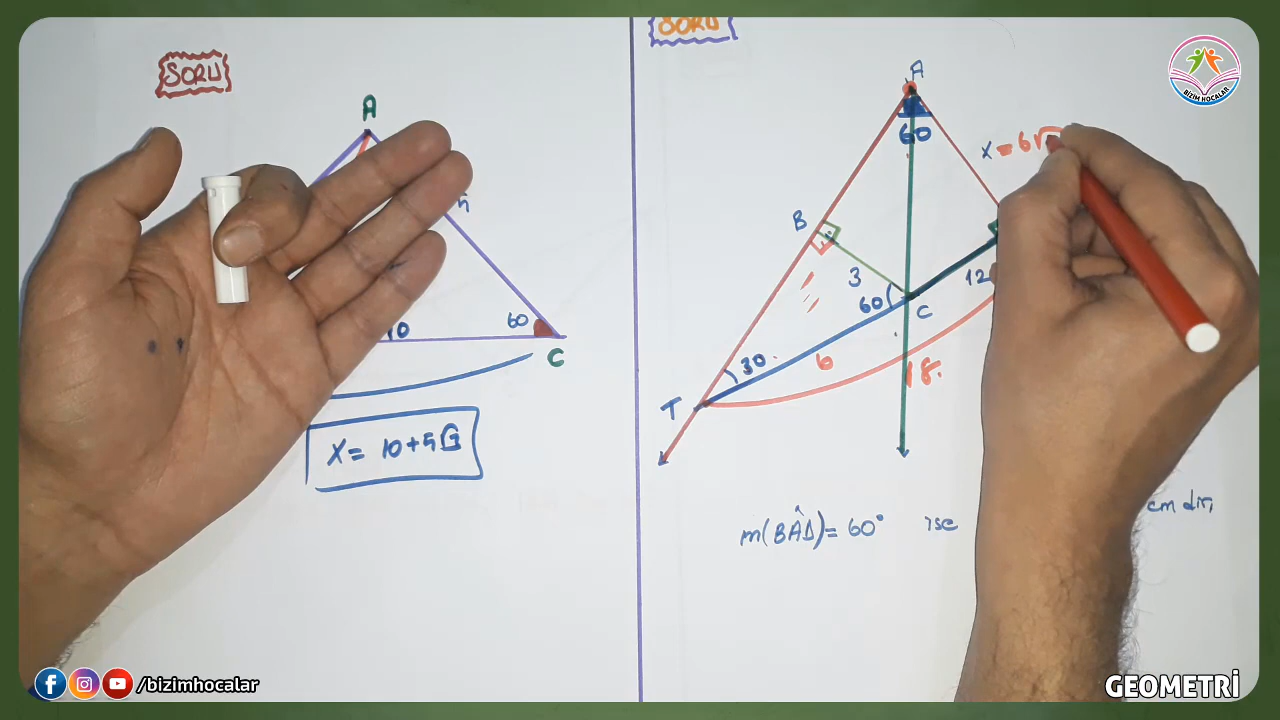 SORU
A
60
C
X = 10+5√3
SORU
A
60
X = 6√
B
3
60
C
12
30
6
18
T
m(BÂD) = 60° ise
cm dir,
BİZİM HOCALAR
/bizimhocalar
GEOMETRİ